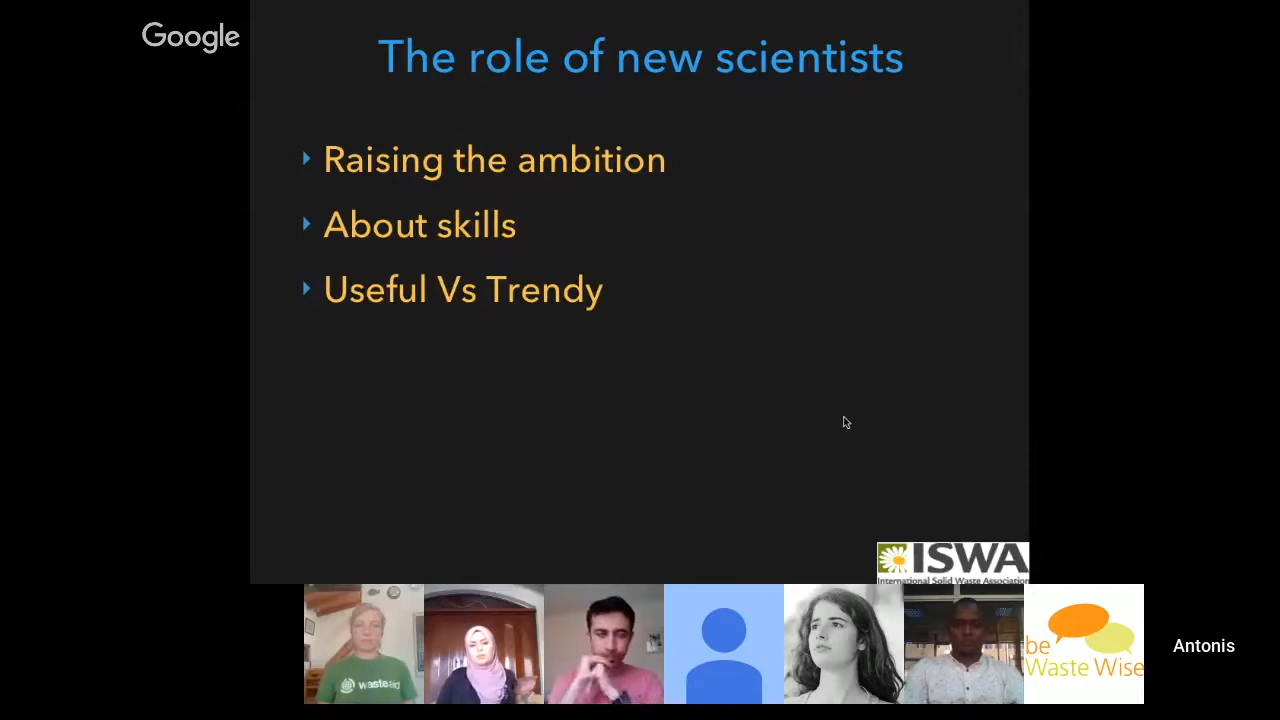 Google
The role of new scientists
Raising the ambition
About skills
Useful Vs Trendy
ISWA
International Solid Waste Association
wasteaid
be
Waste Wise
Antonis